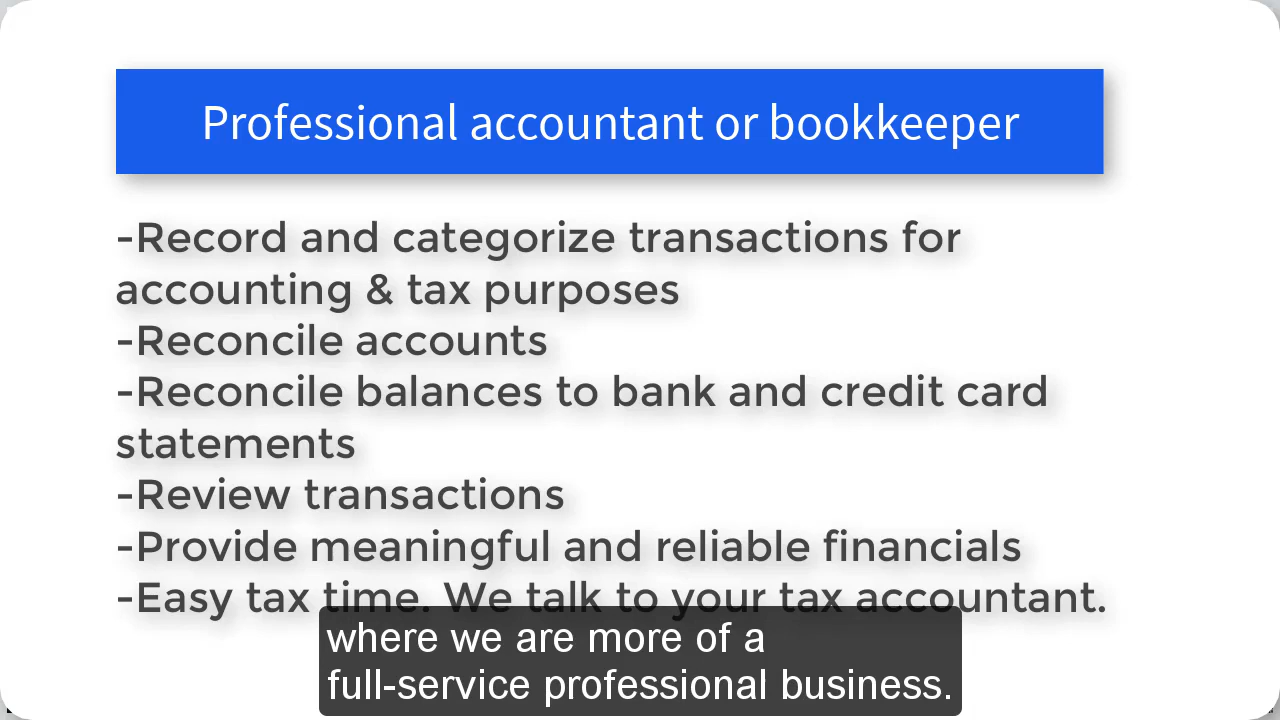 Professional accountant or bookkeeper
-Record and categorize transactions for
accounting & tax purposes
-Reconcile accounts
-Reconcile balances to bank and credit card
statements
-Review transactions
-Provide meaningful and reliable financials
-Easy tax time. We talk to your tax accountant.
where we are more of a
full-service professional business.